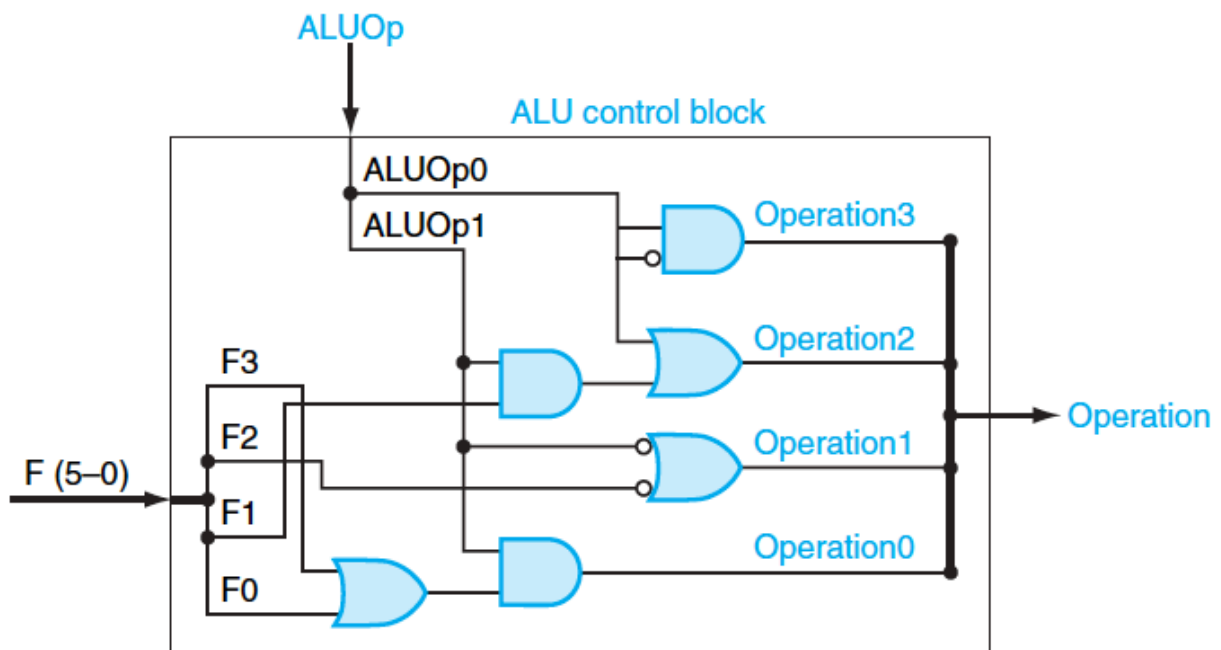 ALUOp
ALU control block
ALUOp0
ALUOp1
Operation3
Operation2
F3
F2
F (5–0)
F1
F0
Operation1
Operation0
Operation